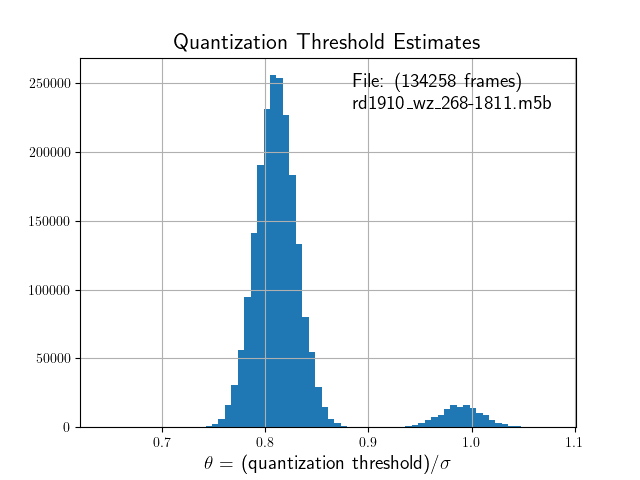 Quantization Threshold Estimates
File: (134258 frames)
rd1910_wz_268-1811.m5b
250000
200000
150000
100000
50000
0
0.7 0.8 0.9 1.0 1.1
θ = (quantization threshold)/σ